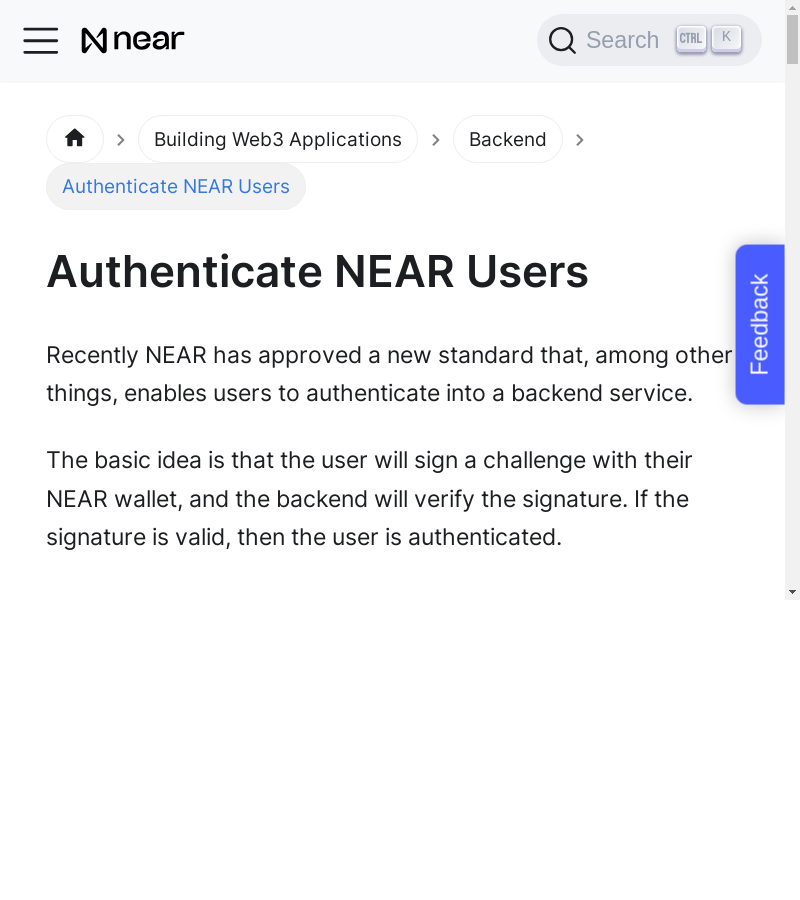 near
Search CTRL K
Building Web3 Applications
Backend
Authenticate NEAR Users
Authenticate NEAR Users
Feedback
Recently NEAR has approved a new standard that, among other
things, enables users to authenticate into a backend service.
The basic idea is that the user will sign a challenge with their
NEAR wallet, and the backend will verify the signature. If the
signature is valid, then the user is authenticated.